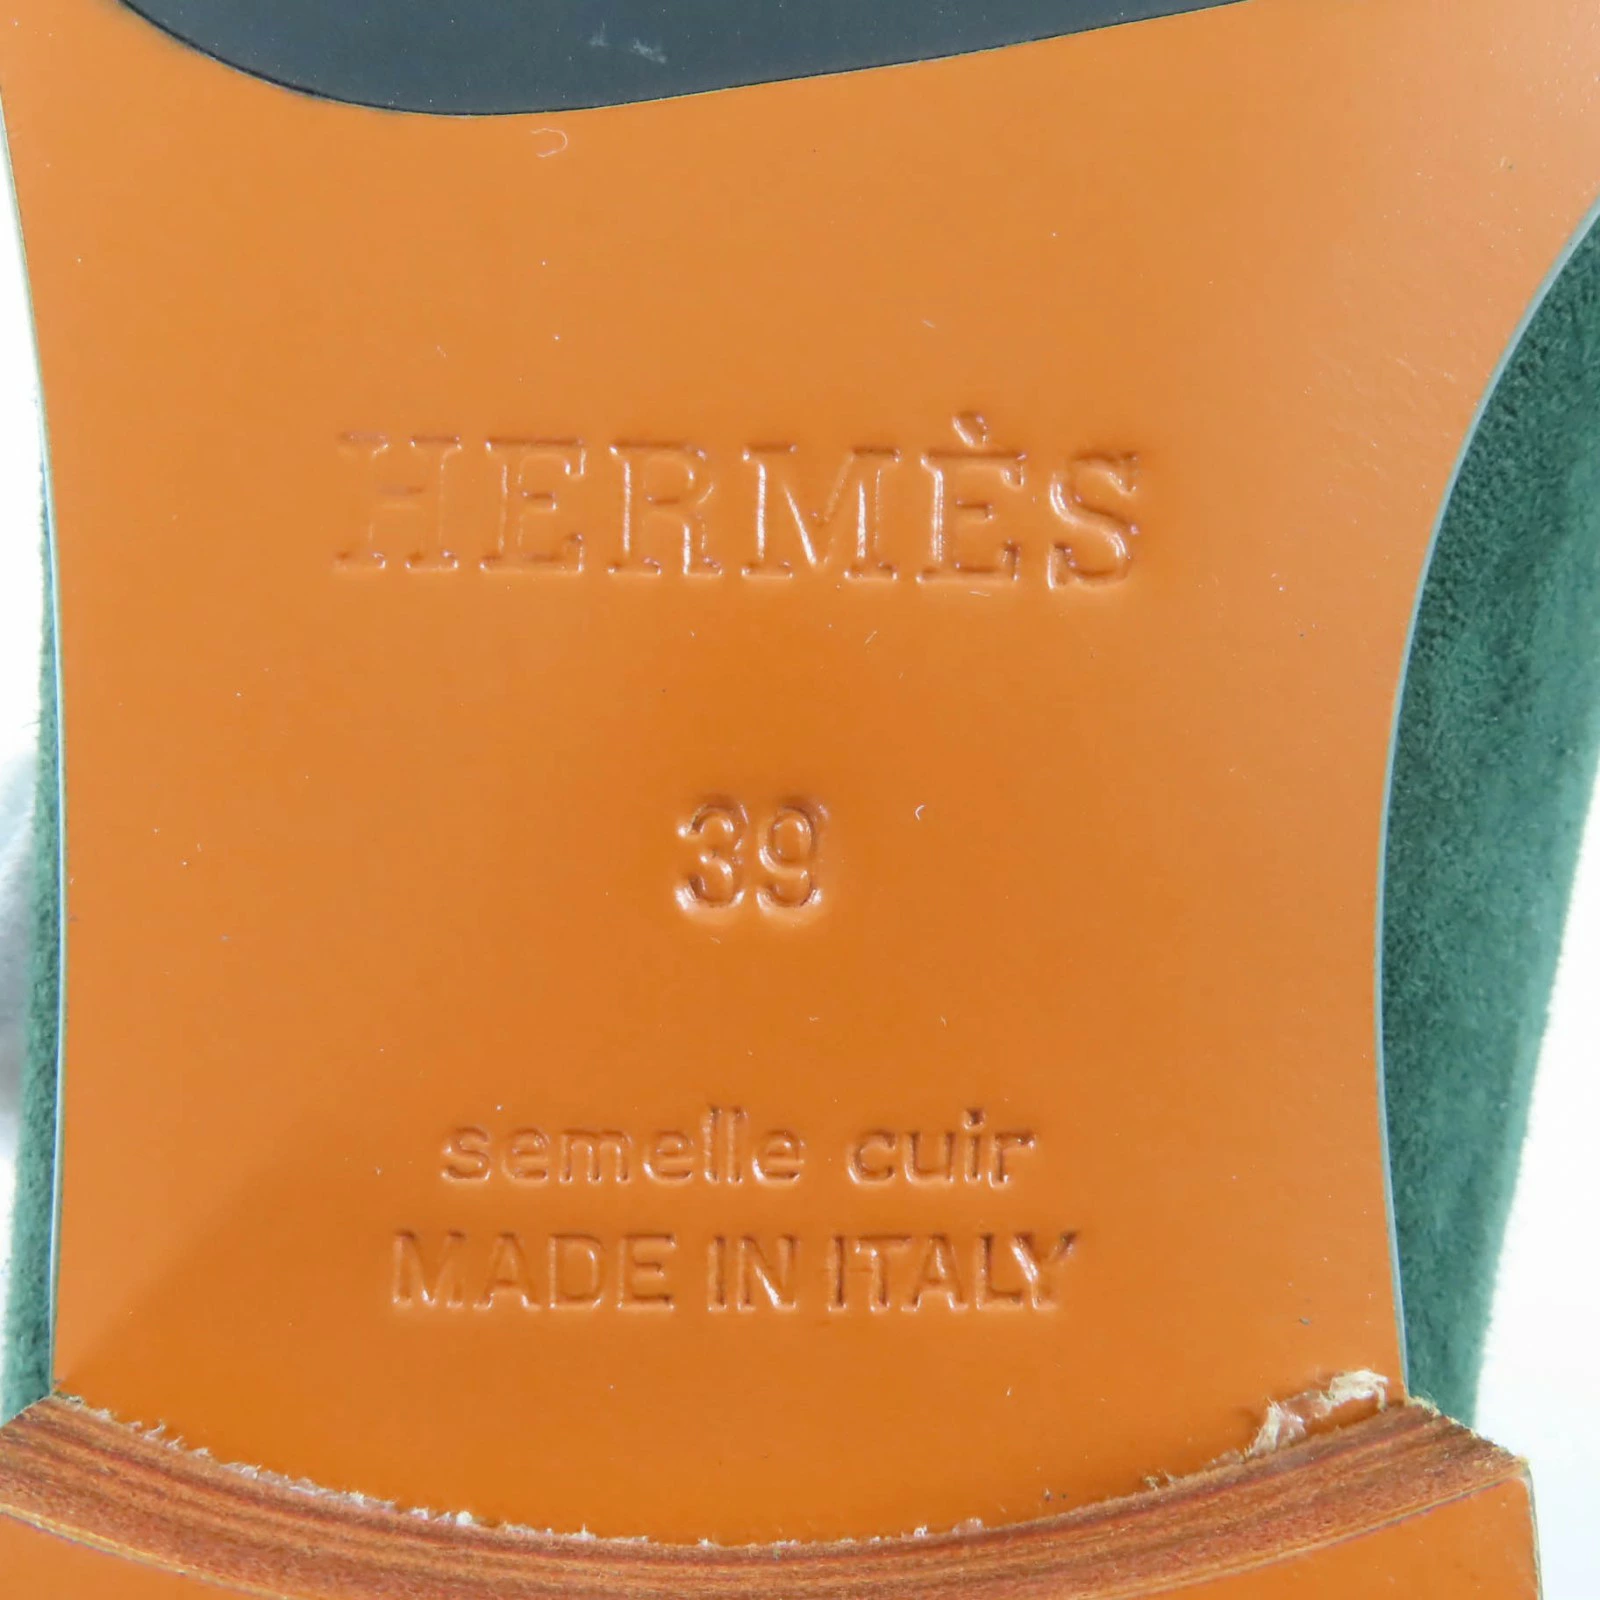 HERMÈS
39
semelle cuir
MADE IN ITALY